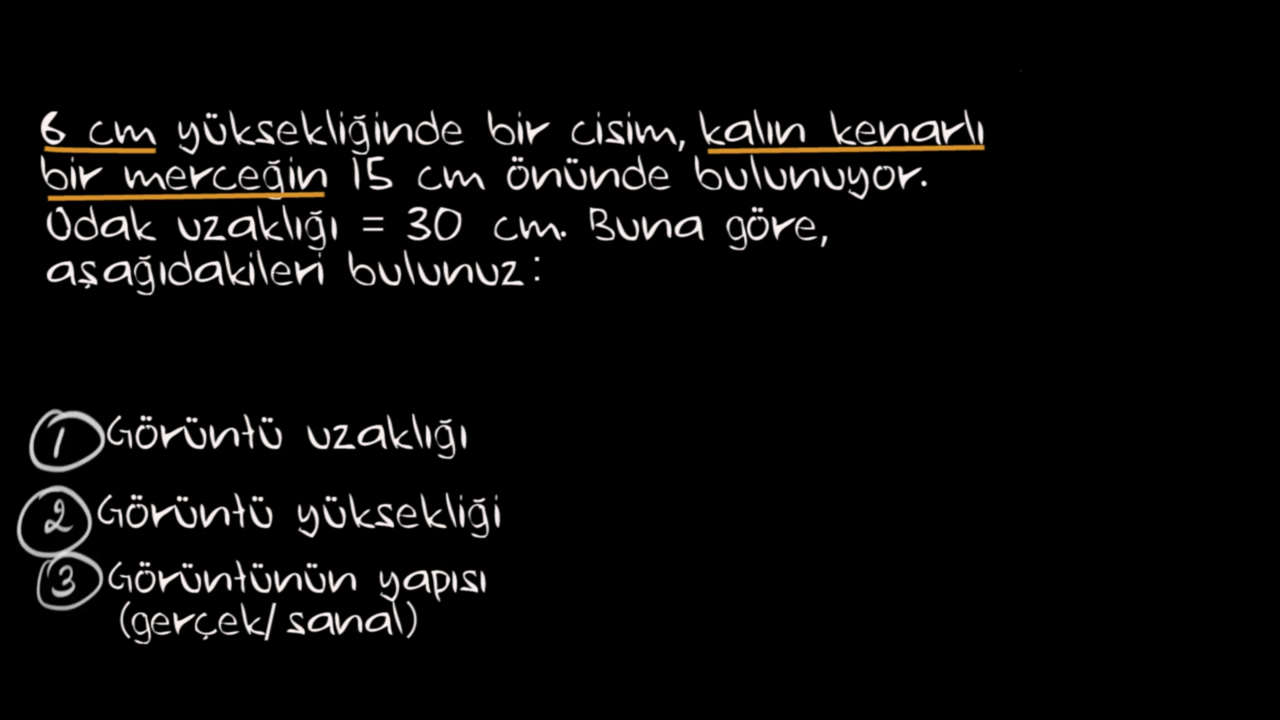 6 cm yüksekliğinde bir cisim, kalın kenarlı
bir merceğin 15 cm önünde bulunuyor.
Odak uzaklığı = 30 cm. Buna göre,
aşağıdakileri bulunuz:
1 Görüntü uzaklığı
2 Görüntü yüksekliği
3 Görüntünün yapısı
(gerçek/sanal)